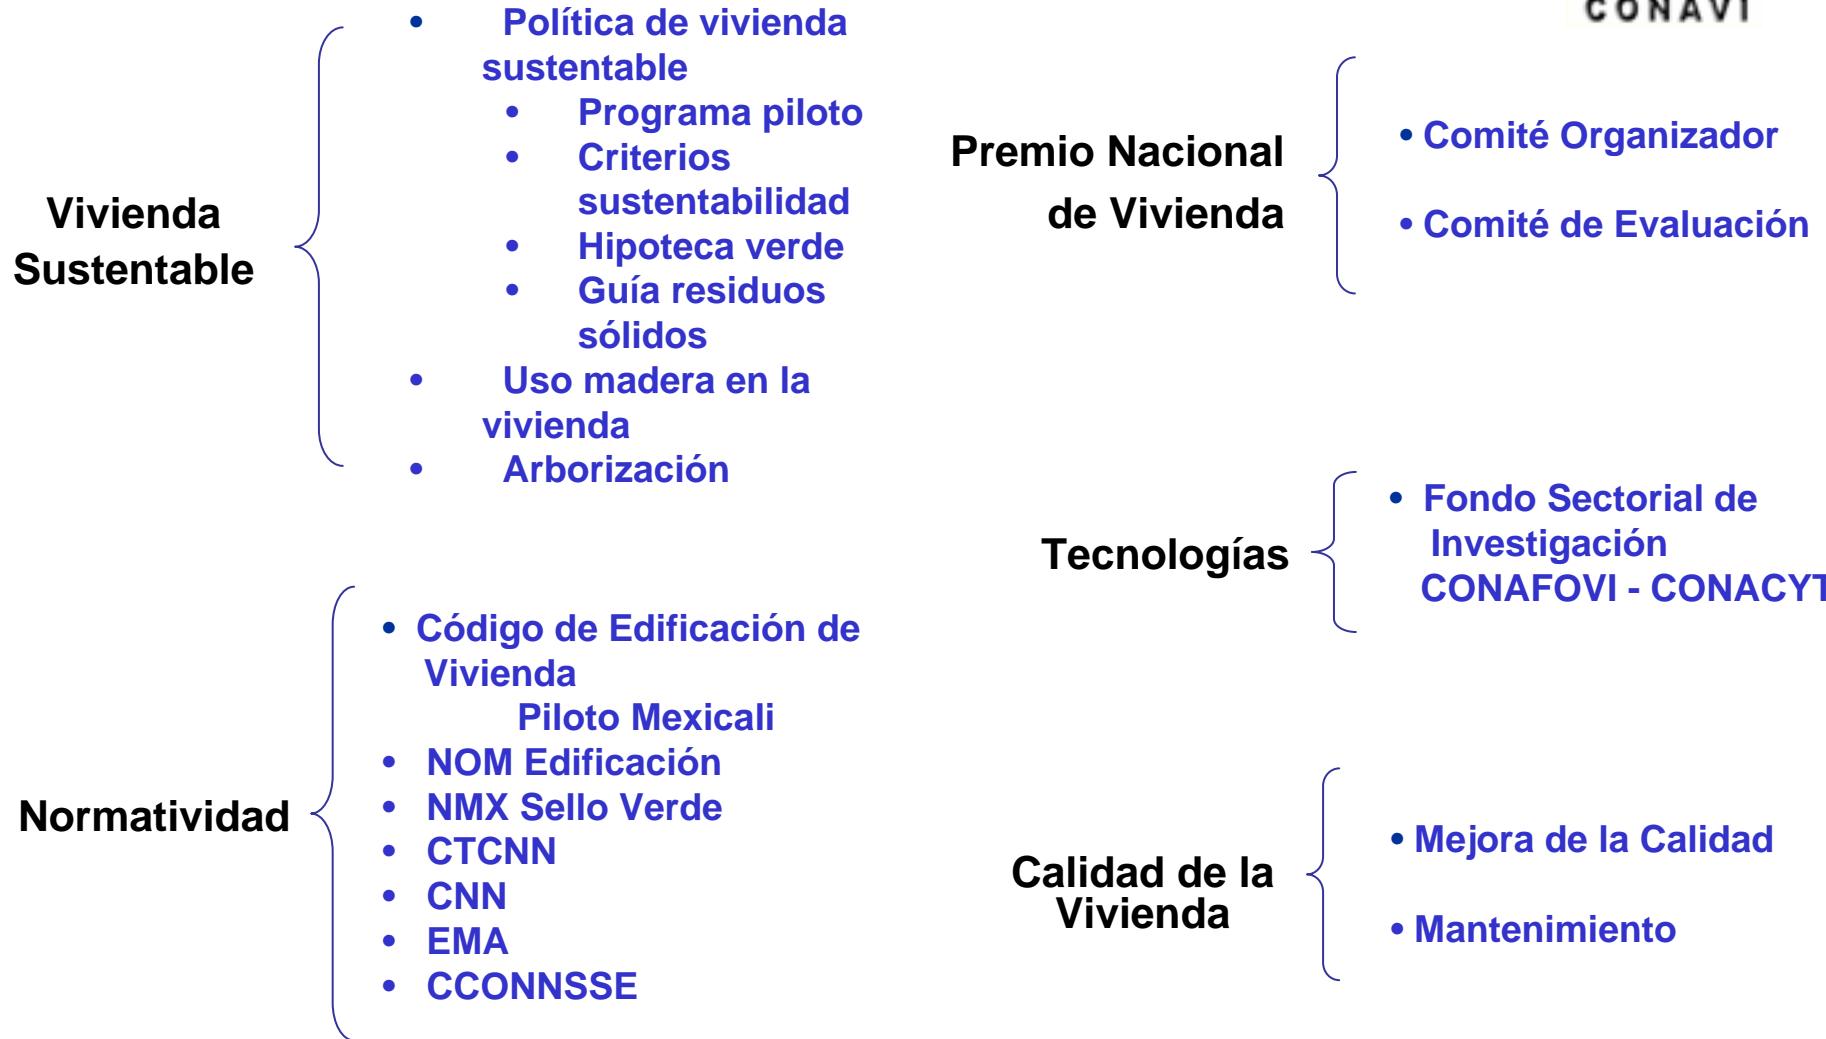 CONAVI
Vivienda
Sustentable
• Política de vivienda
sustentable
• Programa piloto
• Criterios
sustentabilidad
• Hipoteca verde
• Guía residuos
sólidos
• Uso madera en la
vivienda
• Arborización
Normatividad
• Código de Edificación de
Vivienda
Piloto Mexicali
• NOM Edificación
• NMX Sello Verde
• CTCNN
• CNN
• EMA
• CCONNSSE
Premio Nacional
de Vivienda
• Comité Organizador
• Comité de Evaluación
Tecnologías
• Fondo Sectorial de
Investigación
CONAFOVI - CONACYT
Calidad de la
Vivienda
• Mejora de la Calidad
• Mantenimiento